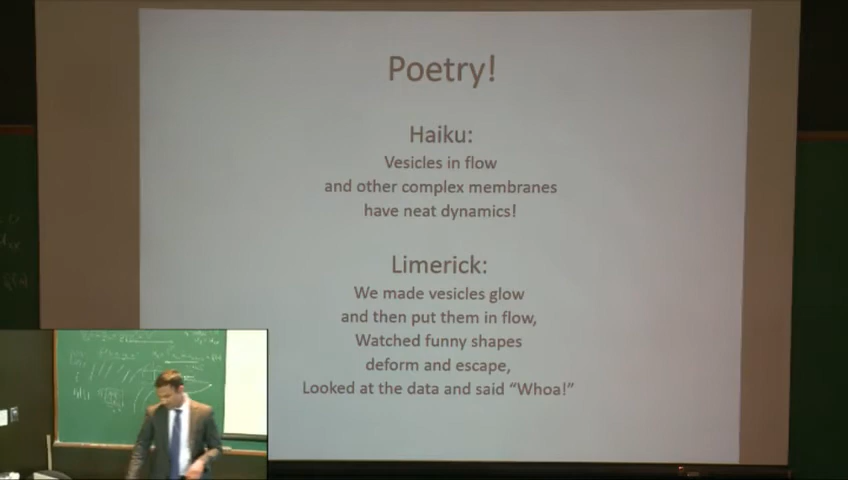 Poetry!
Haiku:
Vesicles in flow
and other complex membranes
have neat dynamics!
Limerick:
We made vesicles glow
and then put them in flow,
Watched funny shapes
deform and escape,
Looked at the data and said “Whoa!”